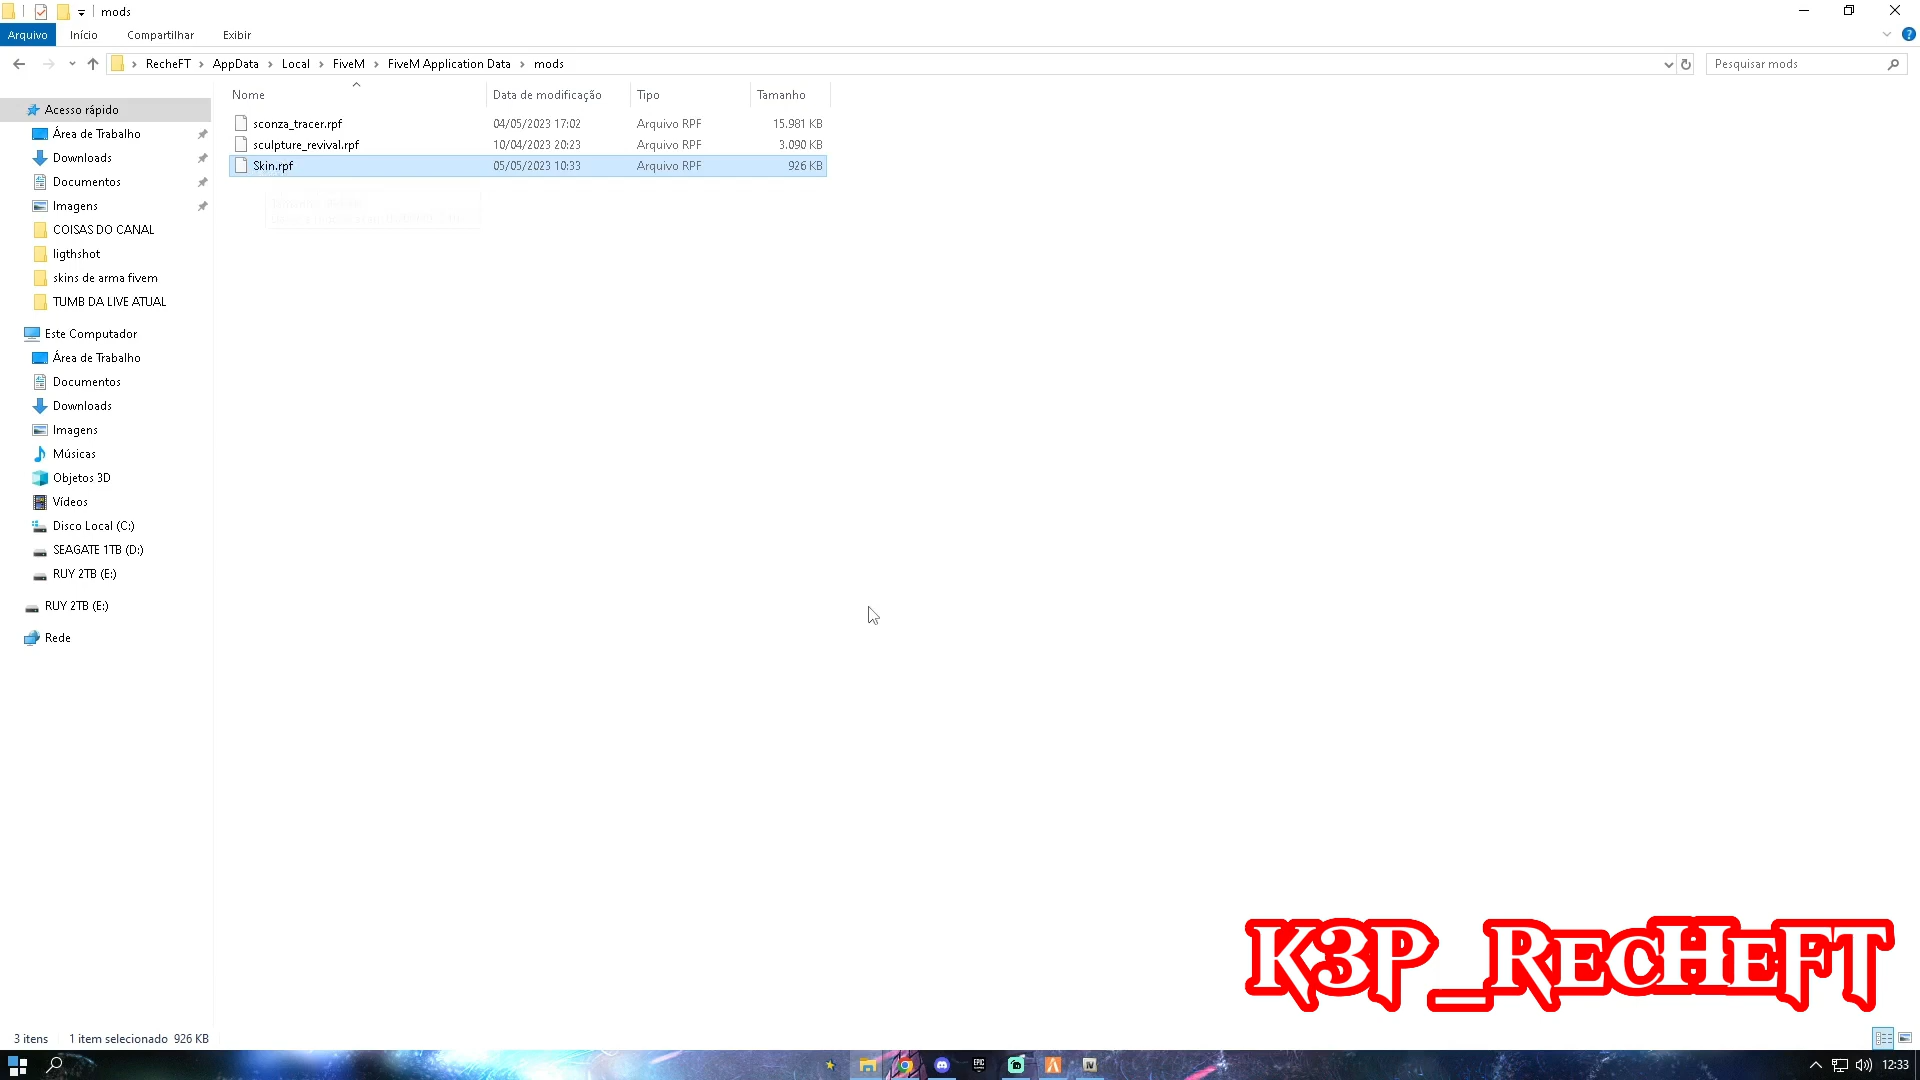 mods
Arquivo Início Compartilhar Exibir
RecheFT AppData Local FiveM FiveM Application Data mods
Pesquisar mods
Nome Data de modificação Tipo Tamanho
sconza_tracer.rpf 04/05/2023 17:02 Arquivo RPF 15.981 KB
sculpture_revival.rpf 10/04/2023 20:23 Arquivo RPF 3.090 KB
Skin.rpf 05/05/2023 10:33 Arquivo RPF 926 KB
Acesso rápido
Área de Trabalho
Downloads
Documentos
Imagens
COISAS DO CANAL
ligthshot
skins de arma fivem
TUMB DA LIVE ATUAL
Este Computador
Área de Trabalho
Documentos
Downloads
Imagens
Músicas
Objetos 3D
Vídeos
Disco Local (C:)
SEAGATE 1TB (D:)
RUY 2TB (E:)
RUY 2TB (E:)
Rede
K3P_RecHeFT
3 itens 1 item selecionado 926 KB
EPIC
IV
12:33